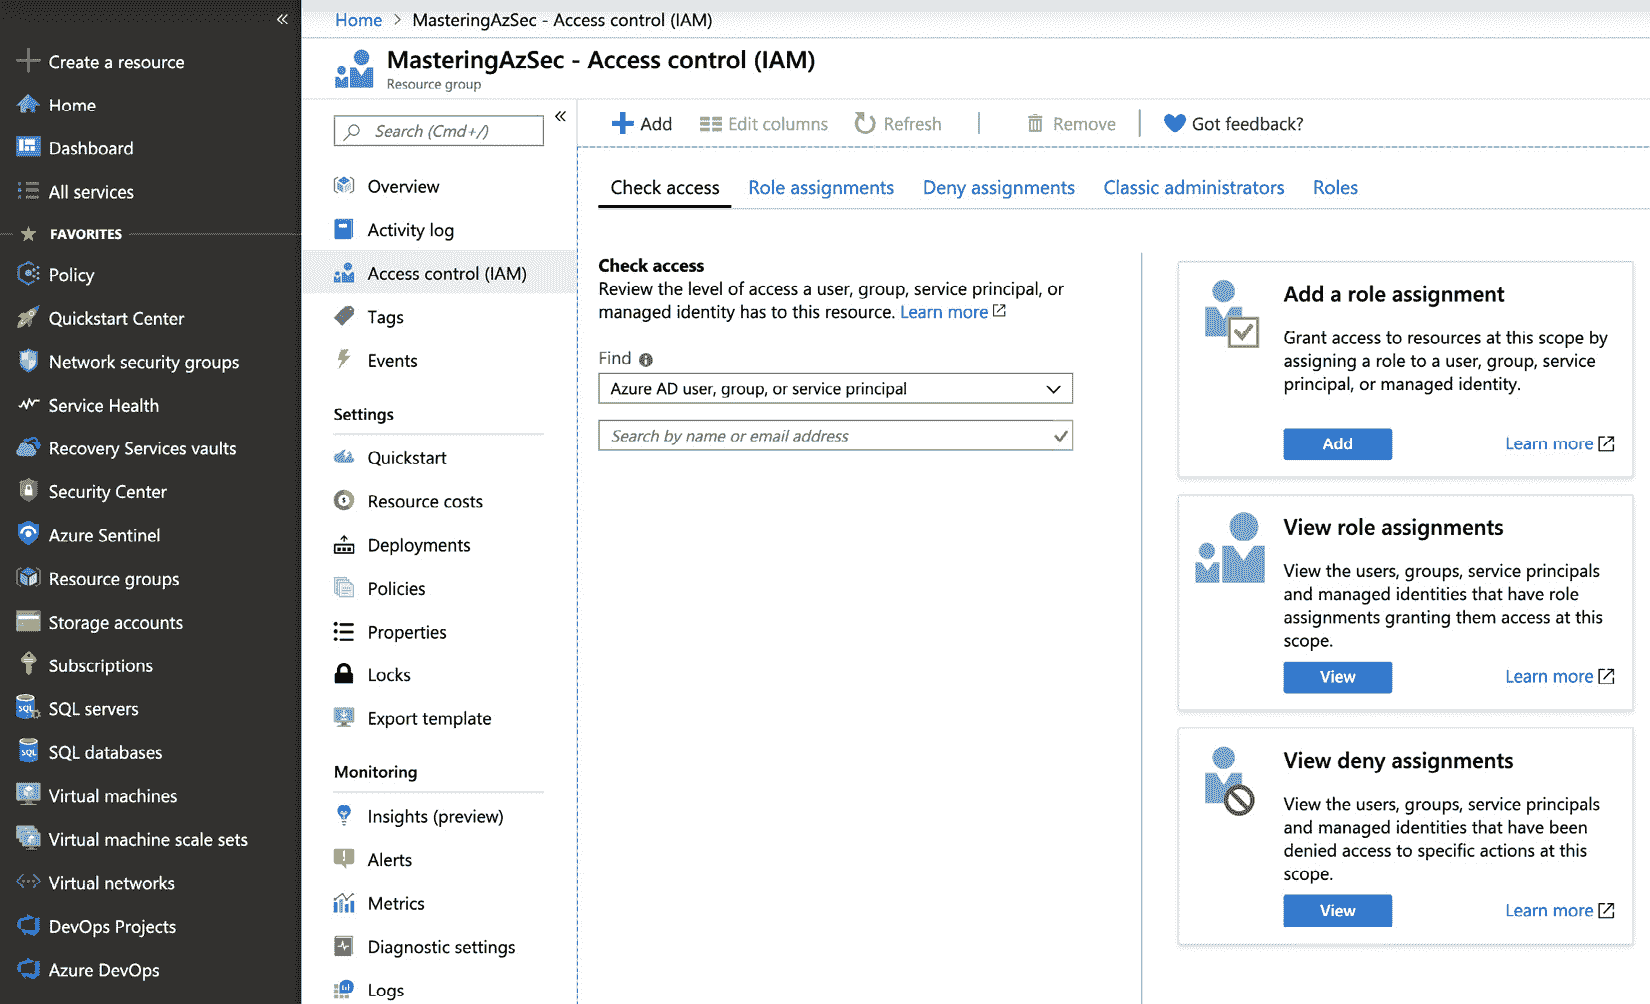 Create a resource
Home
Dashboard
All services
FAVORITES
Policy
Quickstart Center
Network security groups
Service Health
Recovery Services vaults
Security Center
Azure Sentinel
Resource groups
Storage accounts
Subscriptions
SQL servers
SQL databases
Virtual machines
Virtual machine scale sets
Virtual networks
DevOps Projects
Azure DevOps
Home > MasteringAzSec - Access control (IAM)
MasteringAzSec - Access control (IAM)
Resource group
Search (Cmd+/)
Overview
Activity log
Access control (IAM)
Tags
Events
Settings
Quickstart
Resource costs
Deployments
Policies
Properties
Locks
Export template
Monitoring
Insights (preview)
Alerts
Metrics
Diagnostic settings
Logs
Add Edit columns Refresh Remove Got feedback?
Check access Role assignments Deny assignments Classic administrators Roles
Check access
Review the level of access a user, group, service principal, or
managed identity has to this resource. Learn more
Find
Azure AD user, group, or service principal
Search by name or email address
Add a role assignment
Grant access to resources at this scope by
assigning a role to a user, group, service
principal, or managed identity.
Add Learn more
View role assignments
View the users, groups, service principals
and managed identities that have role
assignments granting them access at this
scope.
View Learn more
View deny assignments
View the users, groups, service principals
and managed identities that have been
denied access to specific actions at this
scope.
View Learn more